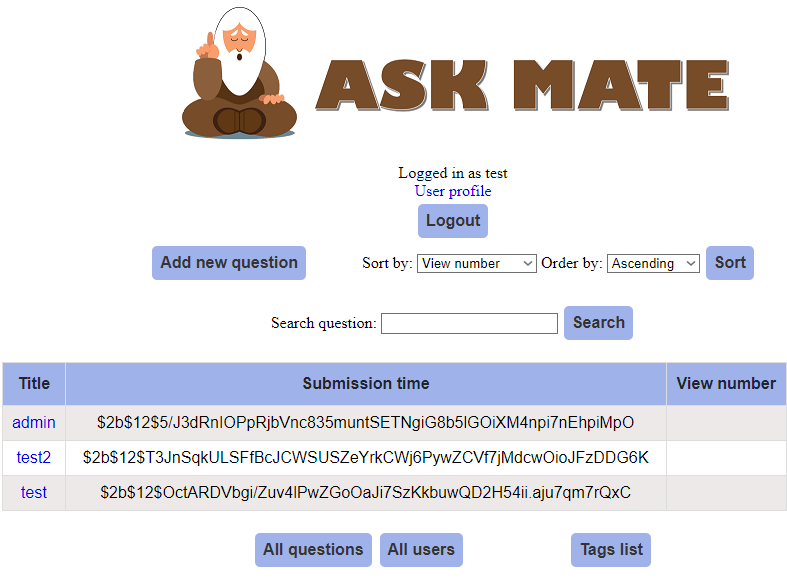 ASK MATE
Logged in as test
User profile
Logout
Add new question Sort by: View number Order by: Ascending Sort
Search question: Search
Title Submission time View number
admin $2b$12$5/J3dRnIOPpRjbVnc835muntSETNgiG8b5lGOiXM4npi7nEhpiMpO
test2 $2b$12$T3JnSqkULSFfBcJCWSUSZeYrkCWj6PywZCVf7jMdcwOioJFzDDG6K
test $2b$12$OctARDVbgi/Zuv4lPwZGoOaJi7SzKkbuwQD2H54ii.aju7qm7rQxC
All questions All users Tags list